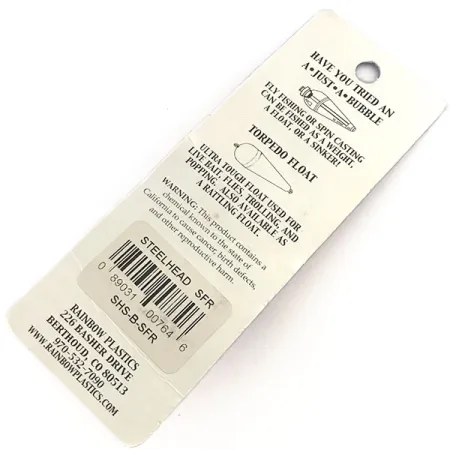 HAVE YOU TRIED AN
A•JUST•A•BUBBLE
FLY FISHING OR SPIN CASTING
CAN BE FISHED AS A WEIGHT,
A FLOAT, OR A SINKER!
TORPEDO FLOAT
ULTRA TOUGH FLOAT USED FOR
LIVE BAIT, FLIES, TROLLING, AND
POPPING. ALSO AVAILABLE AS
A RATTLING FLOAT.
WARNING: This product contains a
chemical known to the state of
California to cause cancer, birth defects,
and other reproductive harm.
STEELHEAD SFR
0 89031 00764 6
SHS-B-SFR
RAINBOW PLASTICS
226 BASHER DRIVE
BERTHOUD, CO 80513
970-532-7090
WWW.RAINBOWPLASTICS.COM